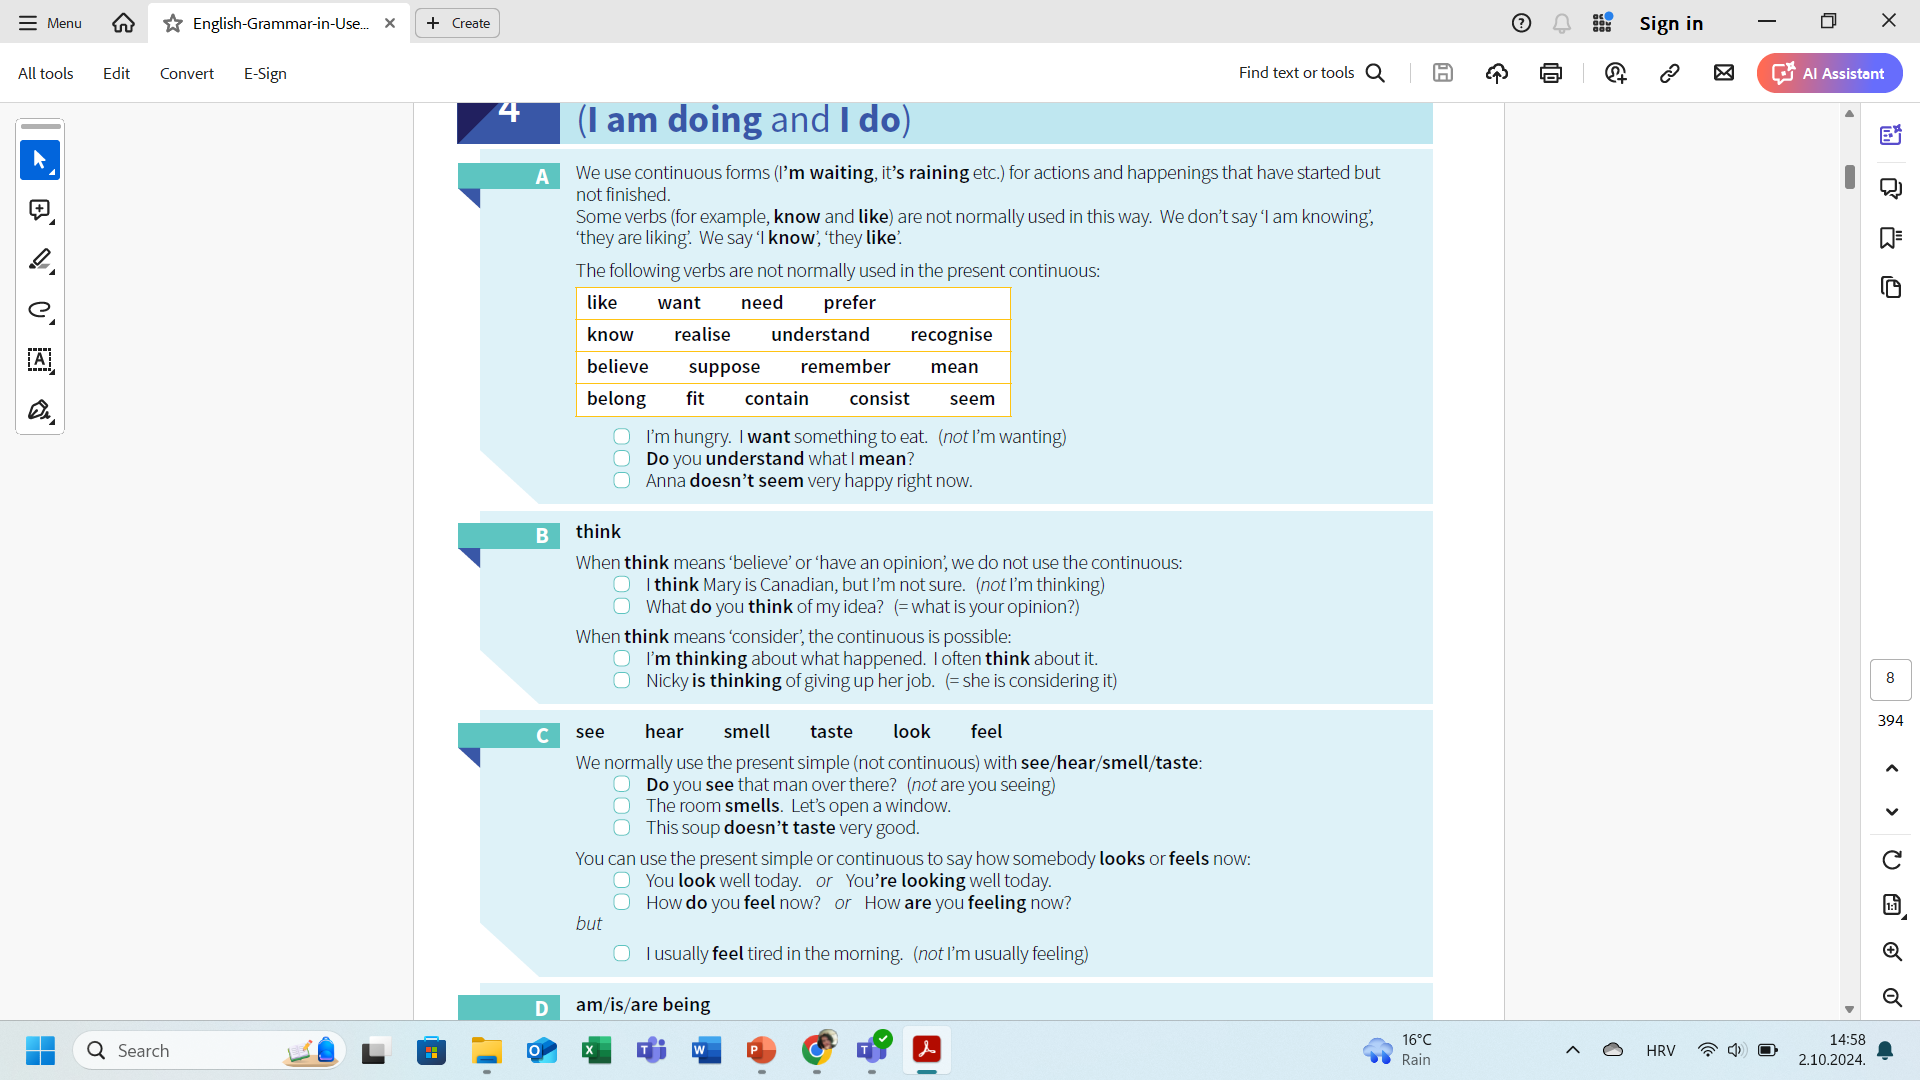 Menu
English-Grammar-in-Use...
Create
Sign in
All tools Edit Convert E-Sign
Find text or tools
AI Assistant
4 (I am doing and I do)
A
We use continuous forms (I'm waiting, it's raining etc.) for actions and happenings that have started but
not finished.
Some verbs (for example, know and like) are not normally used in this way. We don't say ‘I am knowing’,
‘they are liking’. We say ‘I know’, ‘they like’.
The following verbs are not normally used in the present continuous:
like want need prefer
know realise understand recognise
believe suppose remember mean
belong fit contain consist seem
I'm hungry. I want something to eat. (not I'm wanting)
Do you understand what I mean?
Anna doesn't seem very happy right now.
B
think
When think means ‘believe’ or ‘have an opinion’, we do not use the continuous:
I think Mary is Canadian, but I'm not sure. (not I'm thinking)
What do you think of my idea? (= what is your opinion?)
When think means ‘consider’, the continuous is possible:
I'm thinking about what happened. I often think about it.
Nicky is thinking of giving up her job. (= she is considering it)
C
see hear smell taste look feel
We normally use the present simple (not continuous) with see/hear/smell/taste:
Do you see that man over there? (not are you seeing)
The room smells. Let's open a window.
This soup doesn't taste very good.
You can use the present simple or continuous to say how somebody looks or feels now:
You look well today. or You're looking well today.
How do you feel now? or How are you feeling now?
but
I usually feel tired in the morning. (not I'm usually feeling)
D
am/is/are being
8
394
Search
16°C
Rain
HRV
14:58
2.10.2024.